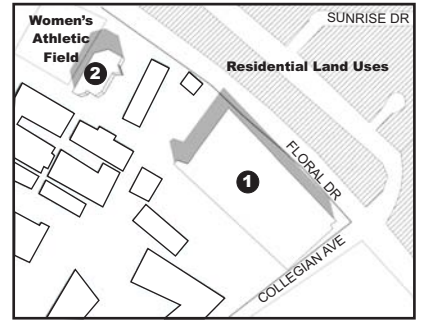 Women's
Athletic
Field
SUNRISE DR
Residential Land Uses
2
1
FLORAL DR
COLLEGIAN AVE